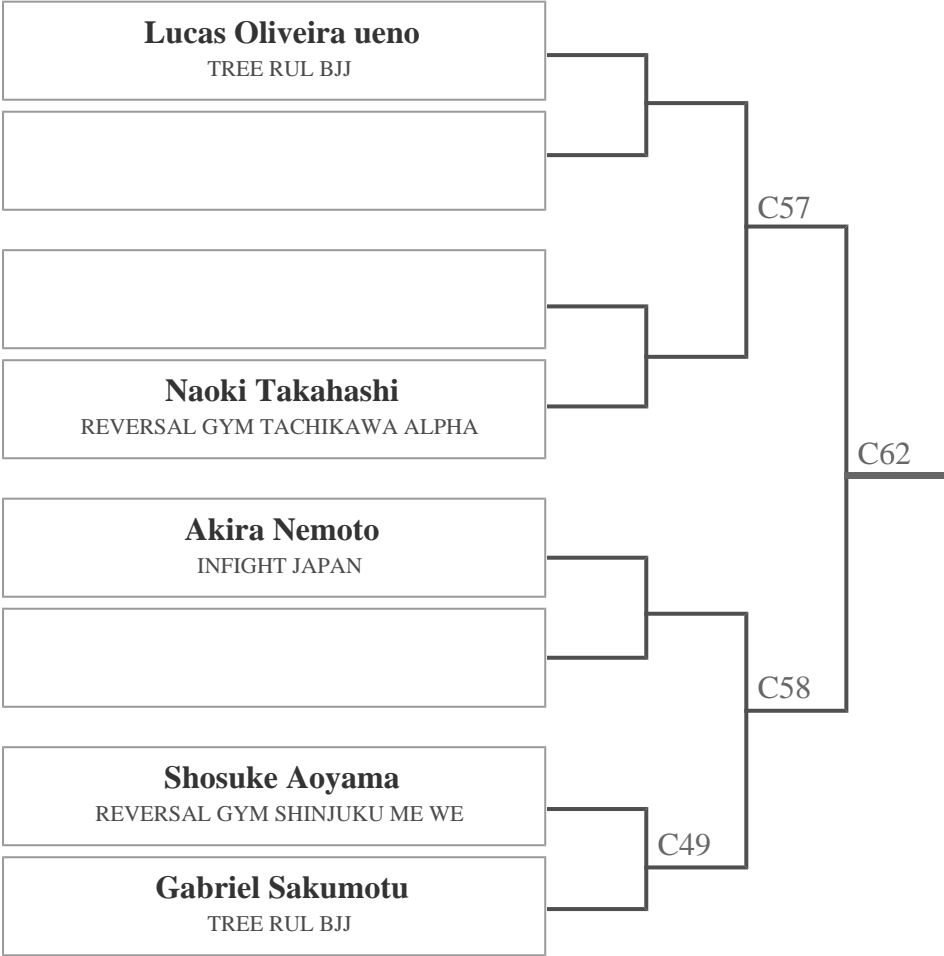 Lucas Oliveira ueno
TREE RUL BJJ
C57
Naoki Takahashi
REVERSAL GYM TACHIKAWA ALPHA
C62
Akira Nemoto
INFIGHT JAPAN
C58
Shosuke Aoyama
REVERSAL GYM SHINJUKU ME WE
C49
Gabriel Sakumotu
TREE RUL BJJ